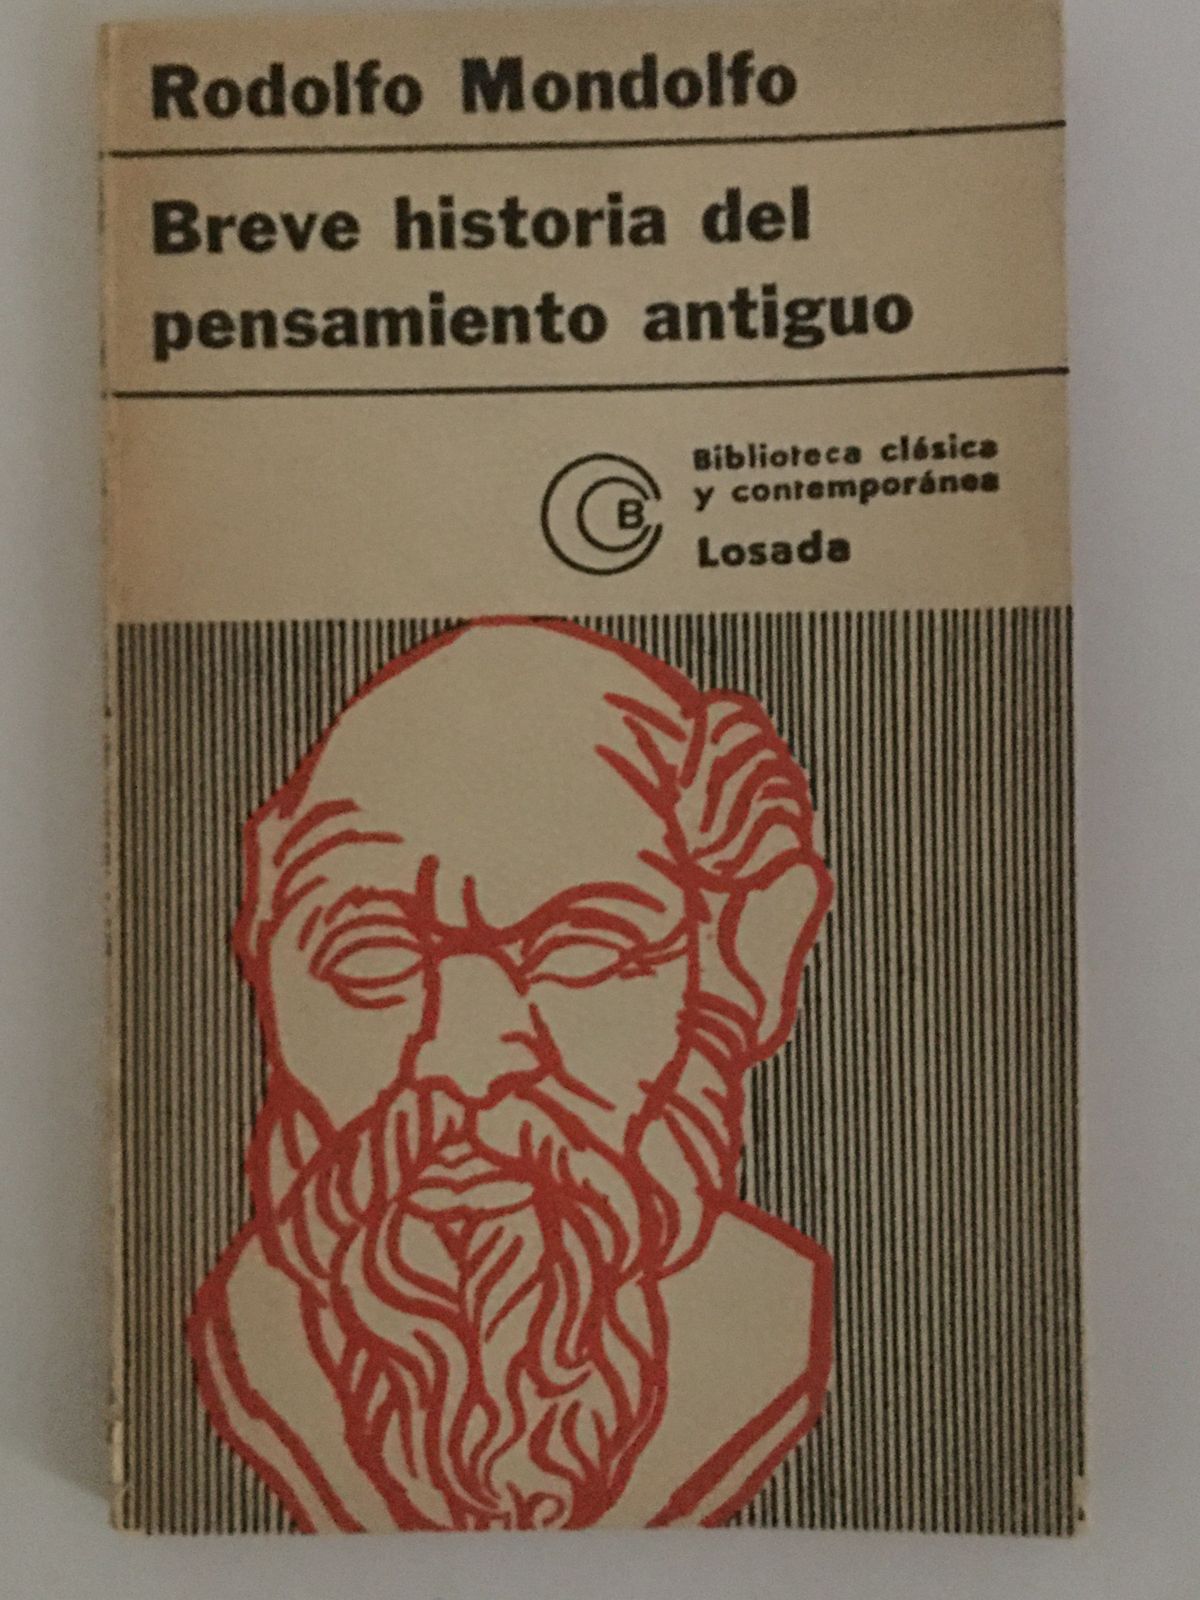 Rodolfo Mondolfo
Breve historia del
pensamiento antiguo
B
Biblioteca clásica
y contemporánea
Losada